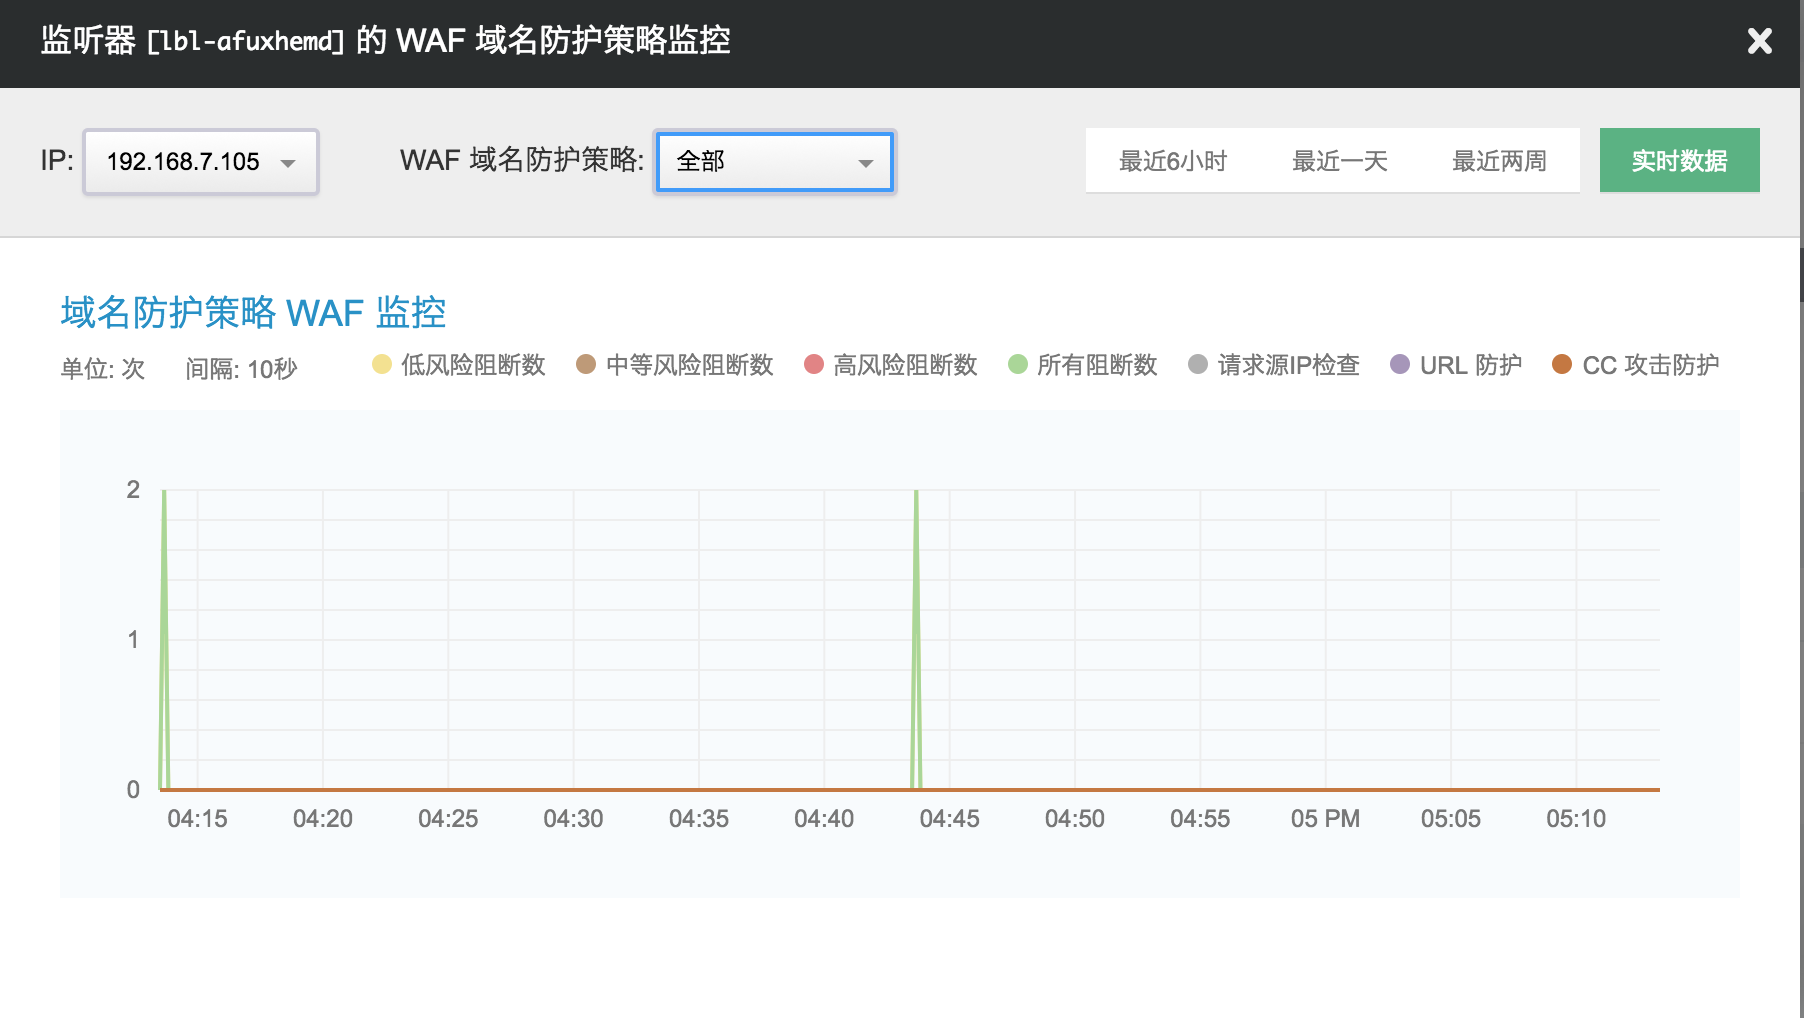 监听器 [lbl-afuxhemd] 的 WAF 域名防护策略监控
IP: 192.168.7.105 WAF 域名防护策略: 全部 最近6小时 最近一天 最近两周 实时数据
域名防护策略 WAF 监控
单位: 次 间隔: 10秒 低风险阻断数 中等风险阻断数 高风险阻断数 所有阻断数 请求源IP检查 URL 防护 CC 攻击防护
2
1
0
04:15 04:20 04:25 04:30 04:35 04:40 04:45 04:50 04:55 05 PM 05:05 05:10